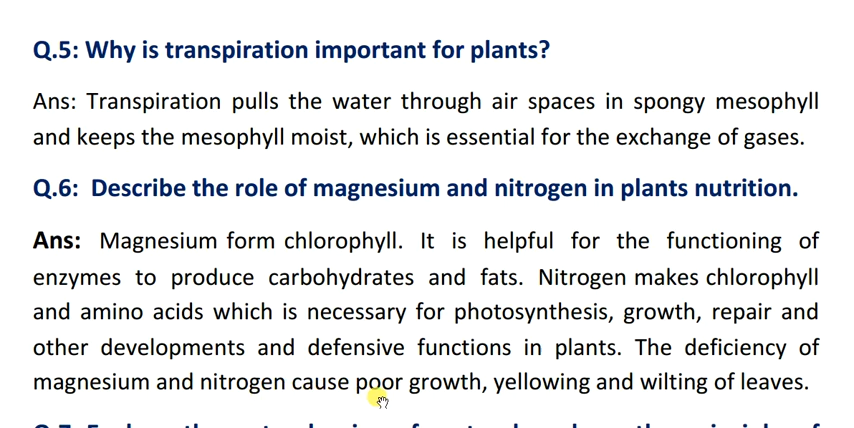 Q.5: Why is transpiration important for plants?
Ans: Transpiration pulls the water through air spaces in spongy mesophyll
and keeps the mesophyll moist, which is essential for the exchange of gases.
Q.6: Describe the role of magnesium and nitrogen in plants nutrition.
Ans: Magnesium form chlorophyll. It is helpful for the functioning of
enzymes to produce carbohydrates and fats. Nitrogen makes chlorophyll
and amino acids which is necessary for photosynthesis, growth, repair and
other developments and defensive functions in plants. The deficiency of
magnesium and nitrogen cause poor growth, yellowing and wilting of leaves.